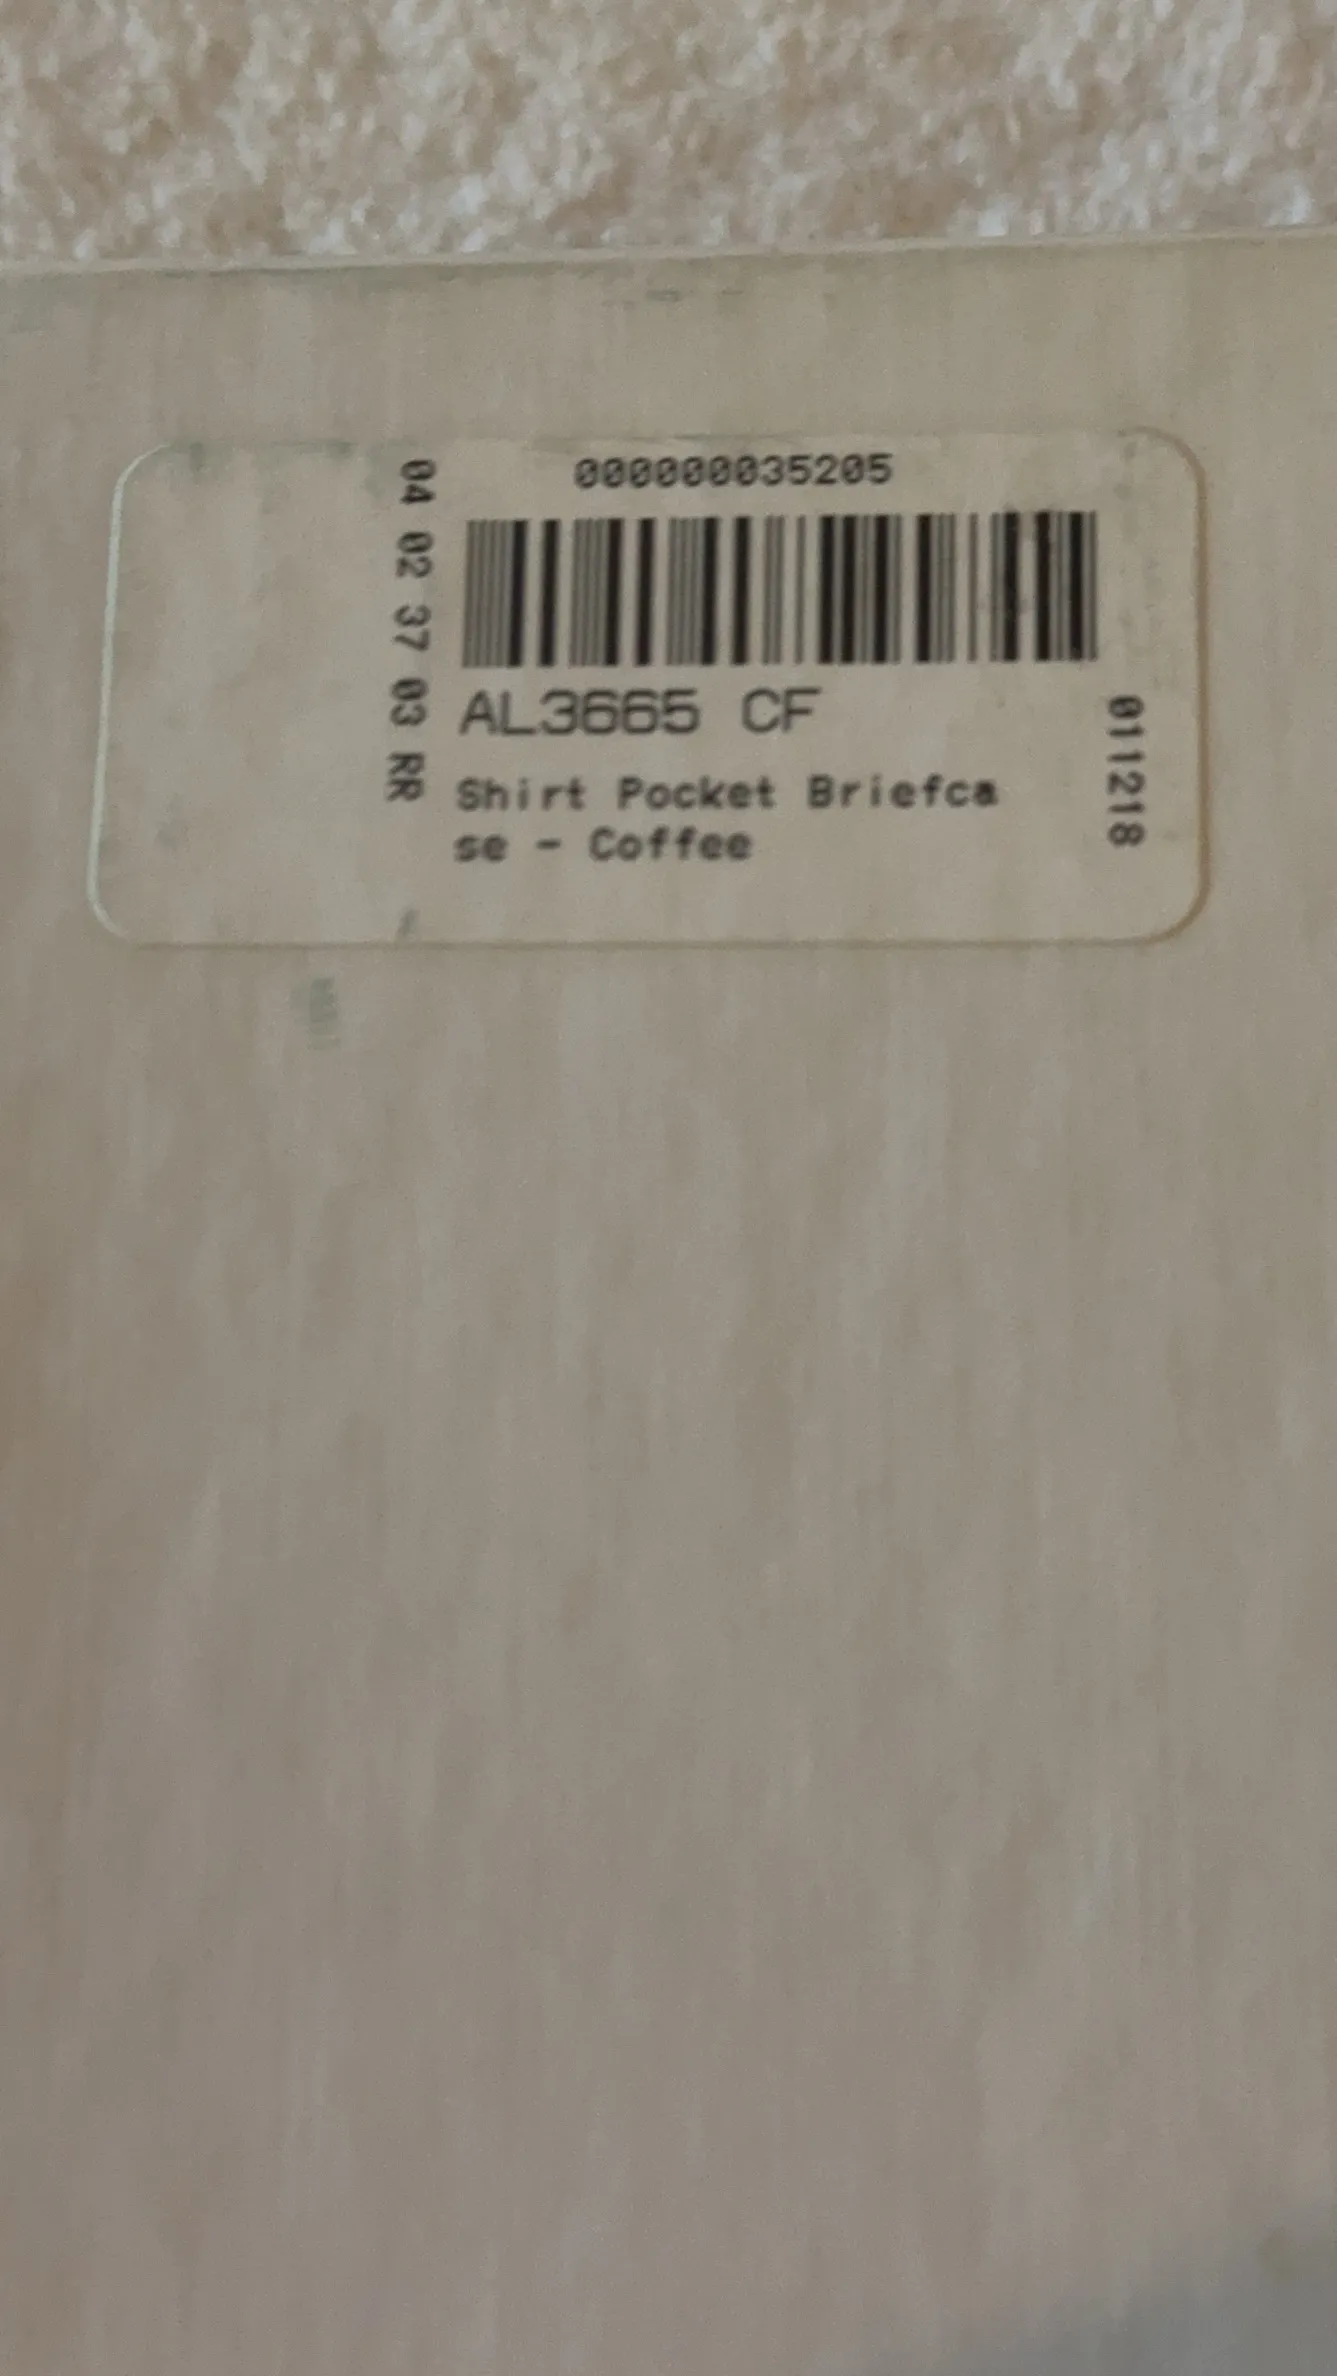 000000035205
04 02 37 03 RR
AL3665 CF
Shirt Pocket Briefca
se - Coffee
011218